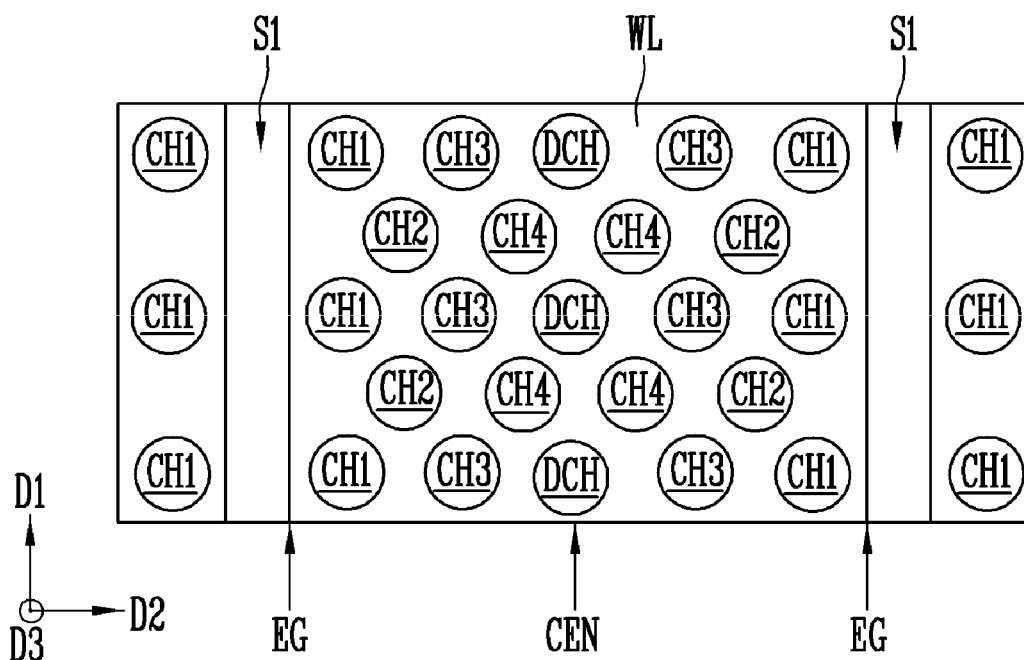 S1 WL S1
CH1 CH1 CH3 DCH CH3 CH1 CH1
CH2 CH4 CH4 CH2
CH1 CH1 CH3 DCH CH3 CH1 CH1
CH2 CH4 CH4 CH2
CH1 CH1 CH3 DCH CH3 CH1 CH1
D1
D2
D3
EG CEN EG